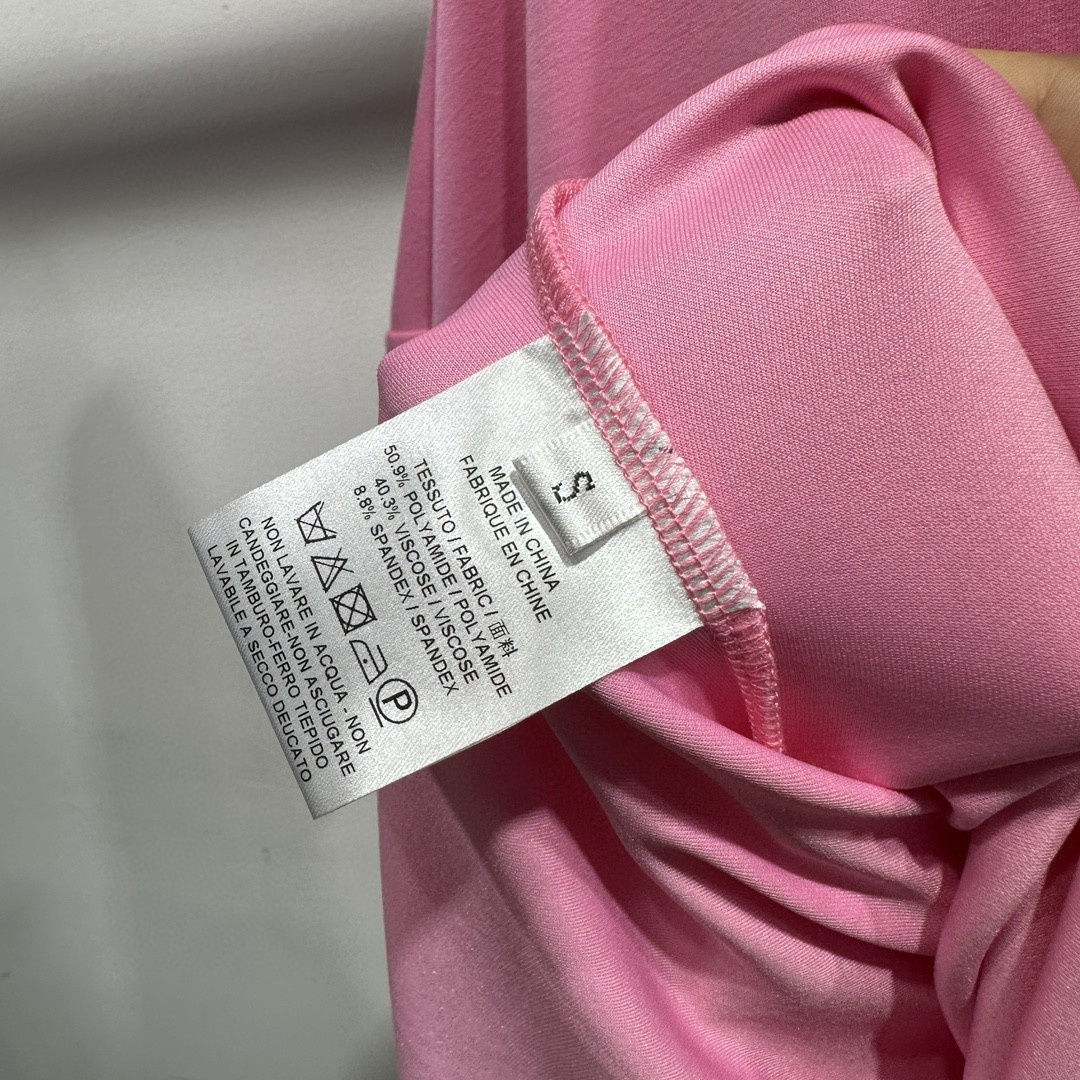 S
MADE IN CHINA
FABRIQUE EN CHINE
TESSUTO / FABRIC / 面料
50.9% POLYAMIDE / POLYAMIDE
40.3% VISCOSE / VISCOSE
8.8% SPANDEX / SPANDEX
P
NON LAVARE IN ACQUA - NON
CANDEGGIARE-NON ASCIUGARE
IN TAMBURO-FERRO TIEPIDO
LAVABILE A SECCO DEUCATO